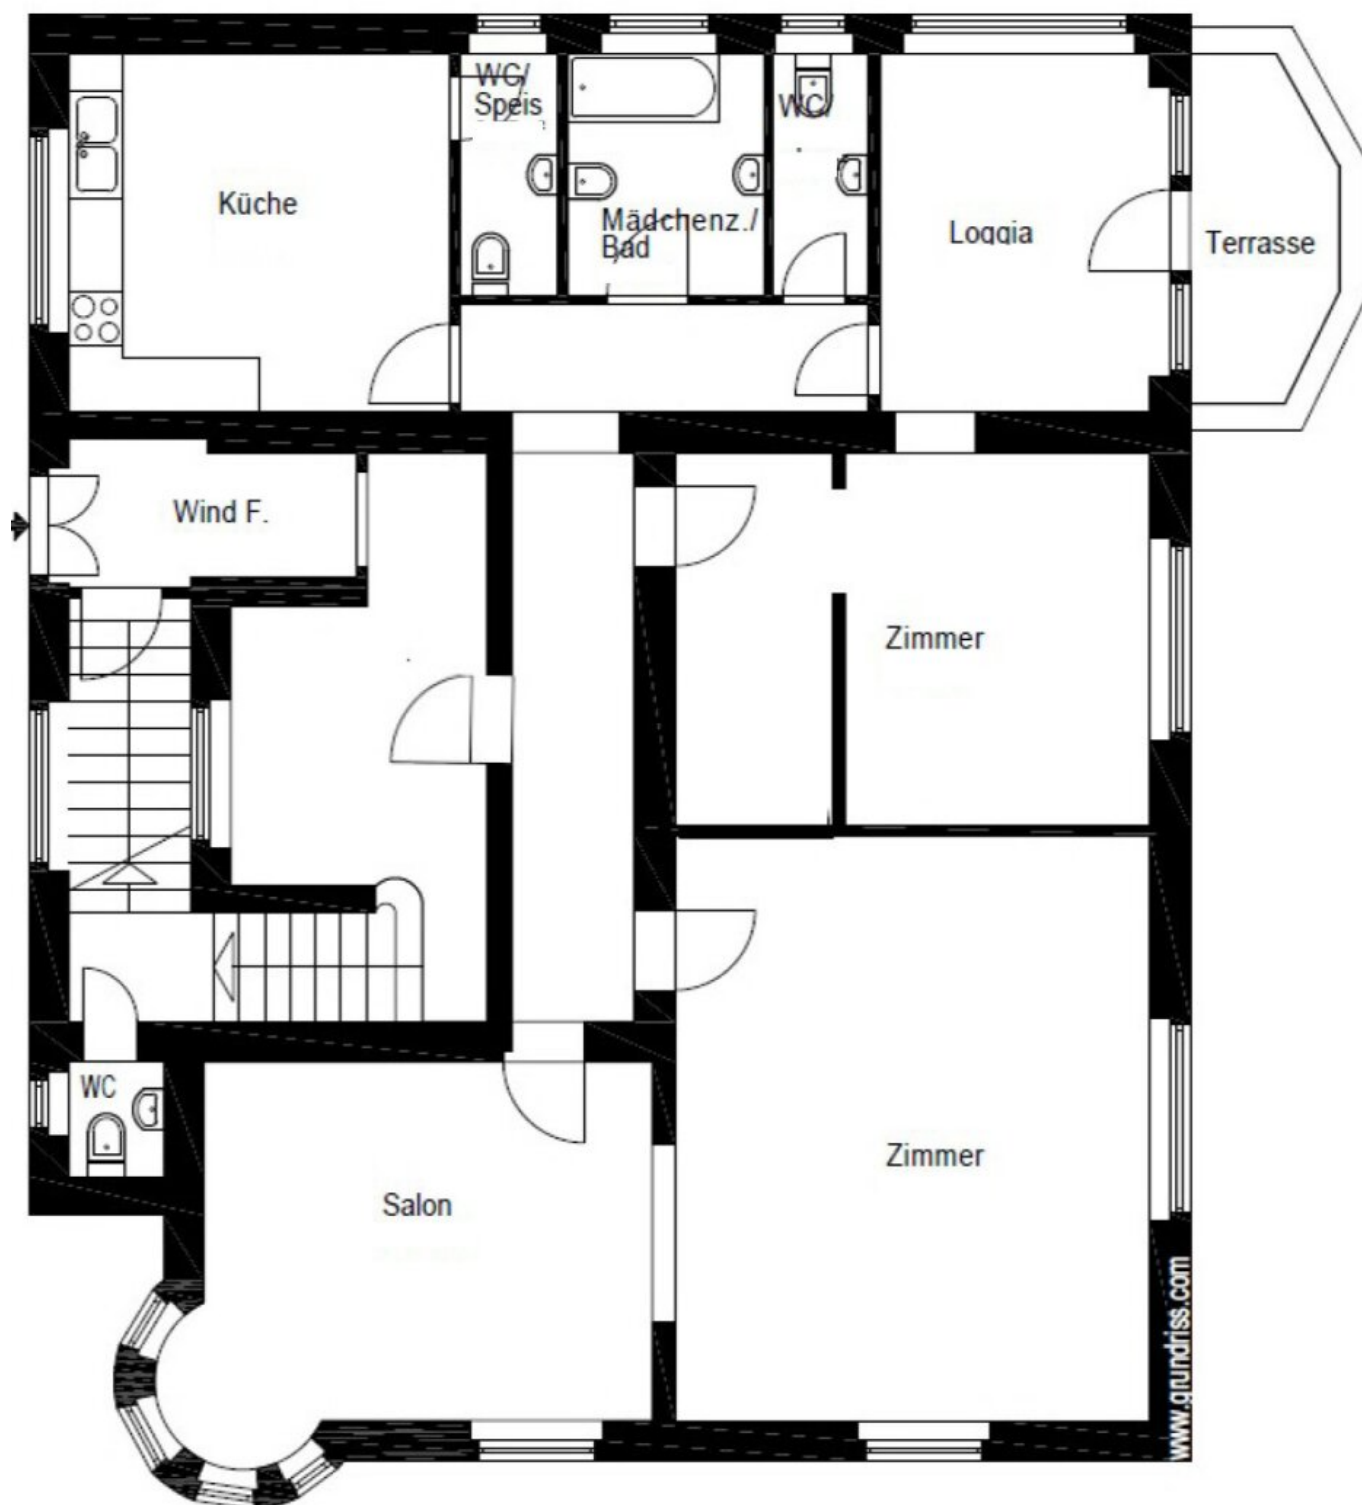 WC/
Speis
WC/
Küche
Mädchenz./
Bad
Loggia
Terrasse
Wind F.
Zimmer
WC
Zimmer
Salon
www.grundriss.com